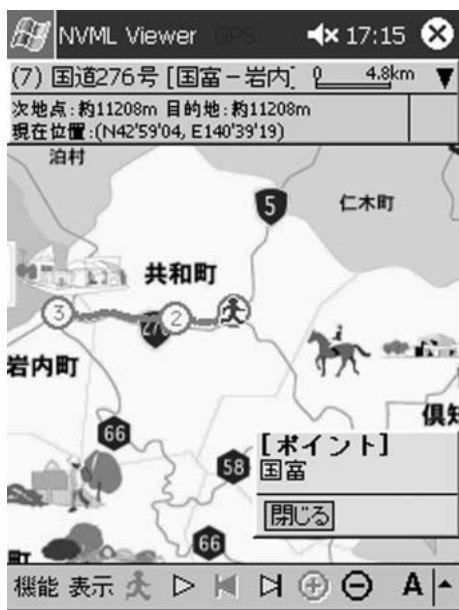 NVML Viewer GPS 17:15
(7) 国道276号 [国富－岩内] 0 4.8km
次地点:約11208m 目的地:約11208m
現在位置:(N42'59'04, E140'39'19)
泊村
5
仁木町
共和町
3
276
2
岩内町
俱知
66
58
[ポイント]
国富
閉じる
66
町
機能 表示 A